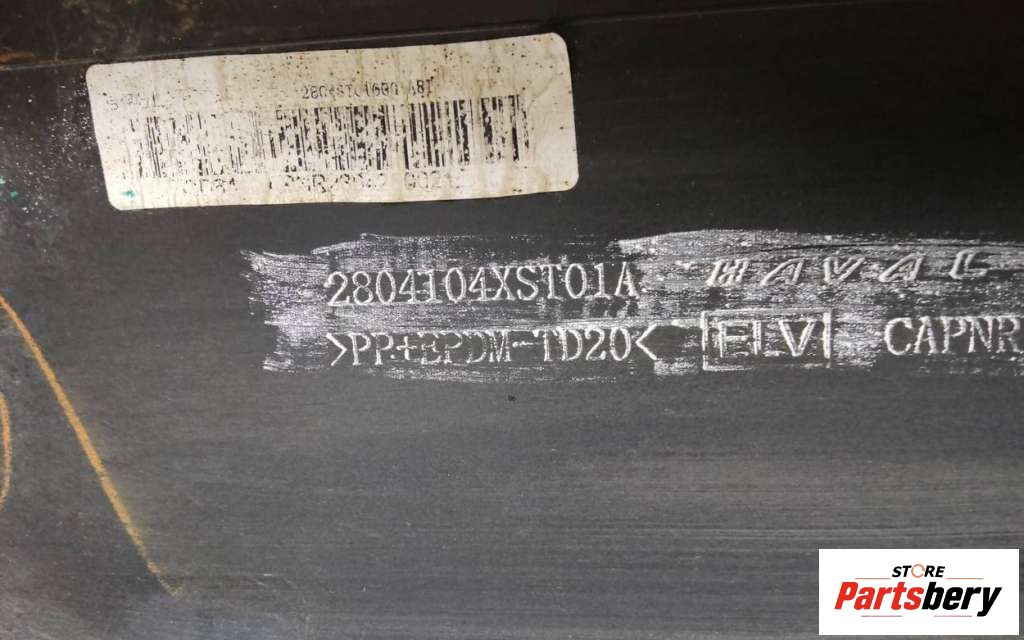 2804104XST01A HAVAL
>PP+EPDM-TD20< ELV CAPNR
STORE
Partsbery